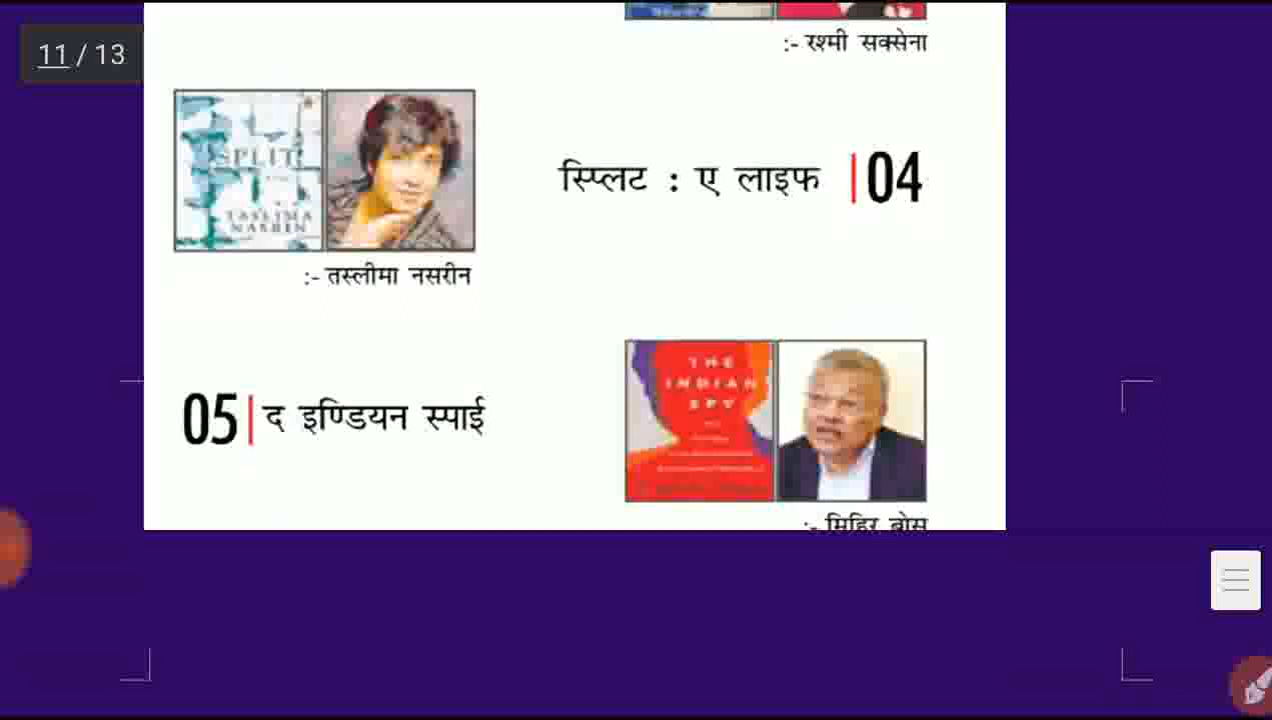 11 / 13
:- रश्मी सक्सेना
SPLIT
TASLIMA
NASRIN
स्प्लिट : ए लाइफ |04
:- तस्लीमा नसरीन
05| द इण्डियन स्पाई
THE
INDIAN
SPY
:- मिहिर बोस